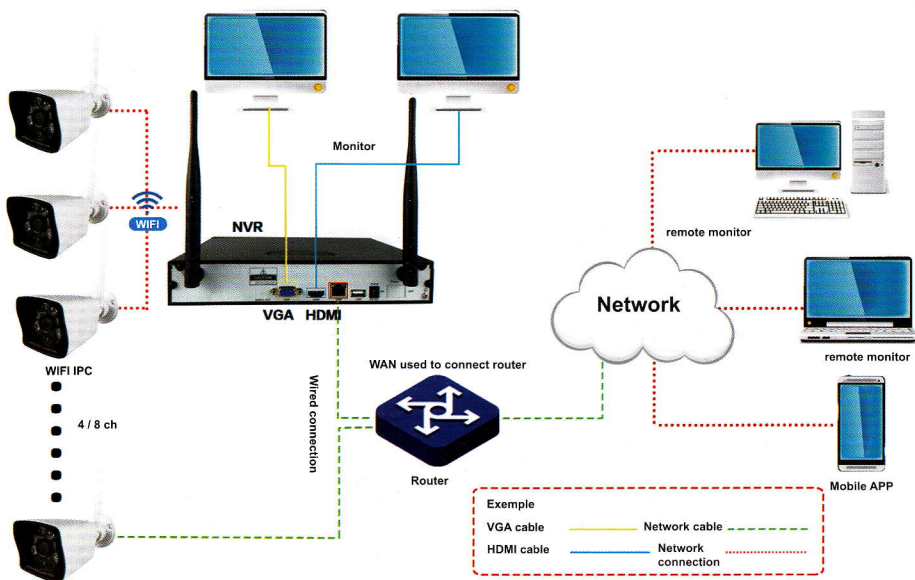 Monitor
WIFI
NVR
remote monitor
VGA HDMI
Network
WIFI IPC
WAN used to connect router
remote monitor
4 / 8 ch
Wired connection
Router
Mobile APP
Exemple
VGA cable
Network cable
HDMI cable
Network
connection